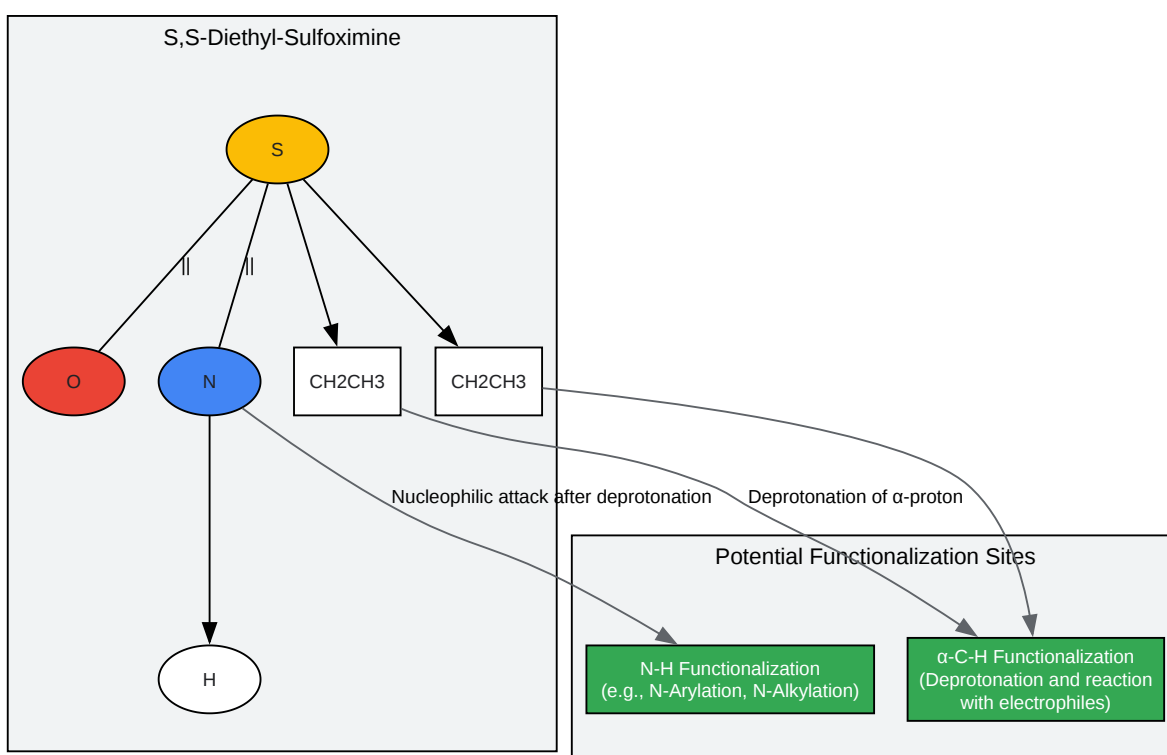 S,S-Diethyl-Sulfoximine
S
||
||
O
N
CH2CH3
CH2CH3
Nucleophilic attack after deprotonation
Deprotonation of α-proton
Potential Functionalization Sites
H
N-H Functionalization
(e.g., N-Arylation, N-Alkylation)
α-C-H Functionalization
(Deprotonation and reaction
with electrophiles)